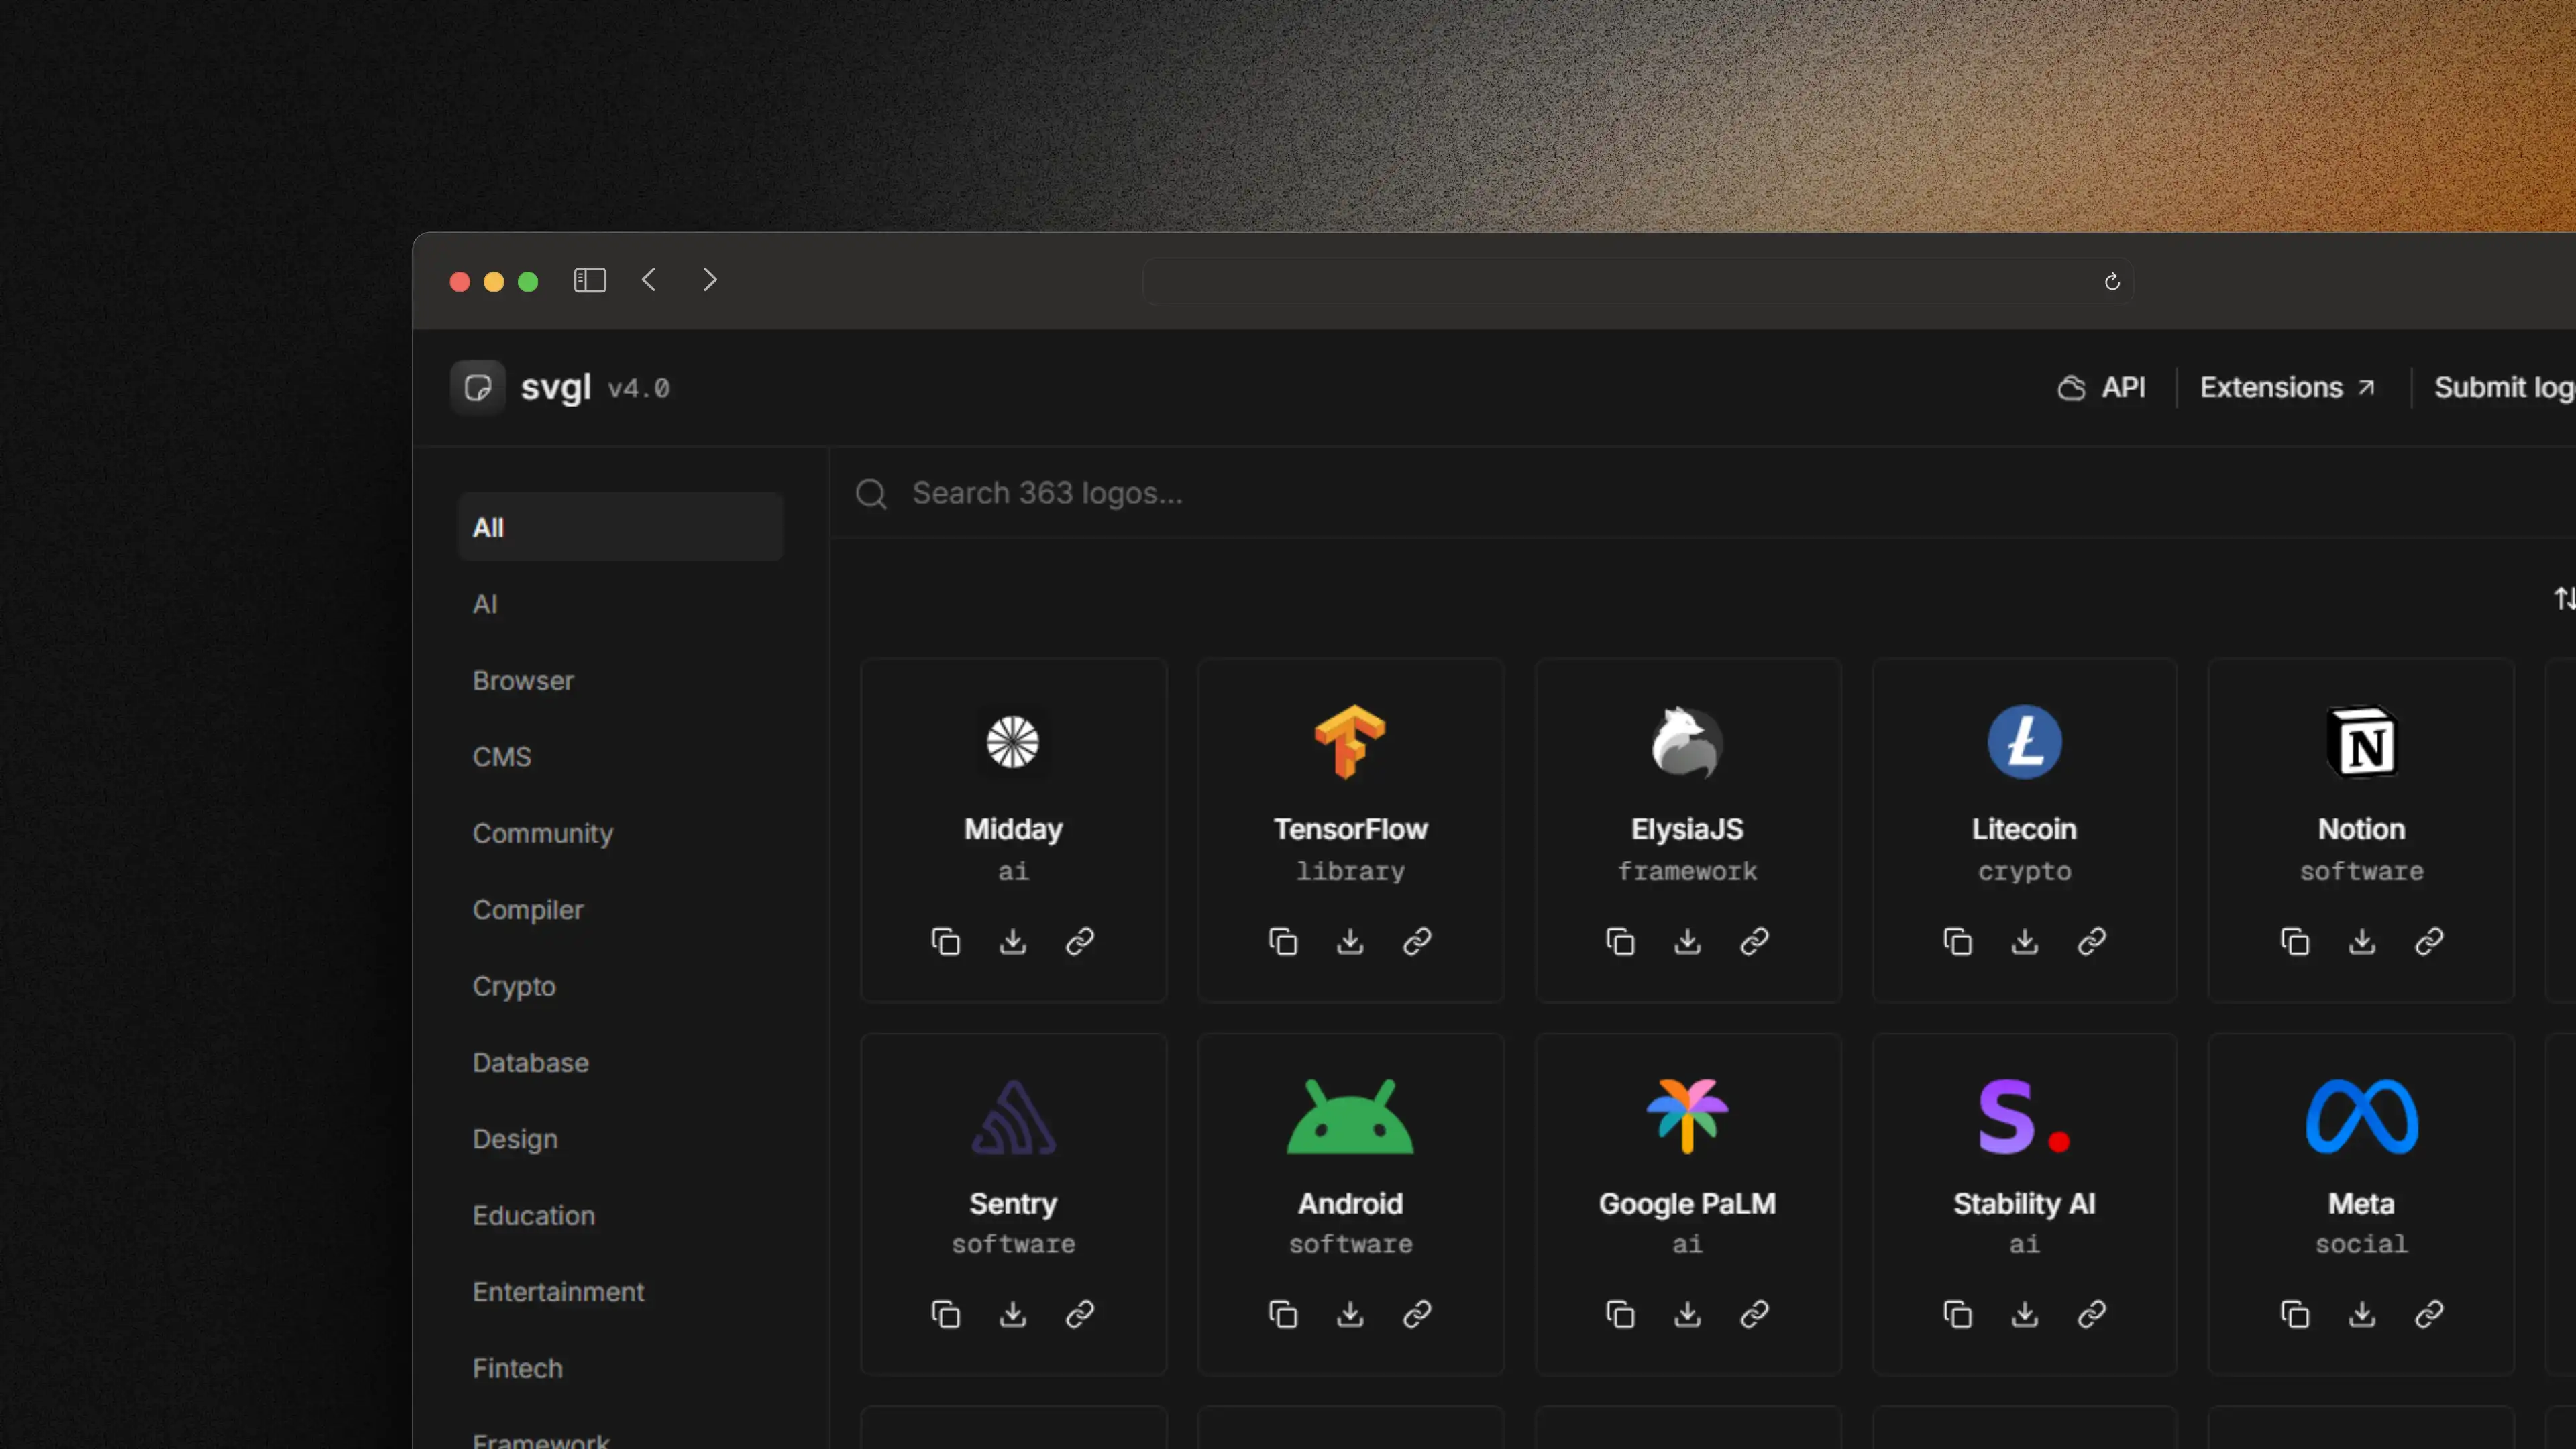 svgl v4.0
API
Extensions
Submit log
Search 363 logos...
All
AI
Browser
CMS
Community
Compiler
Crypto
Database
Design
Education
Entertainment
Fintech
Framework
Midday
ai
TensorFlow
library
ElysiaJS
framework
Litecoin
crypto
Notion
software
Sentry
software
Android
software
Google PaLM
ai
Stability AI
ai
Meta
social